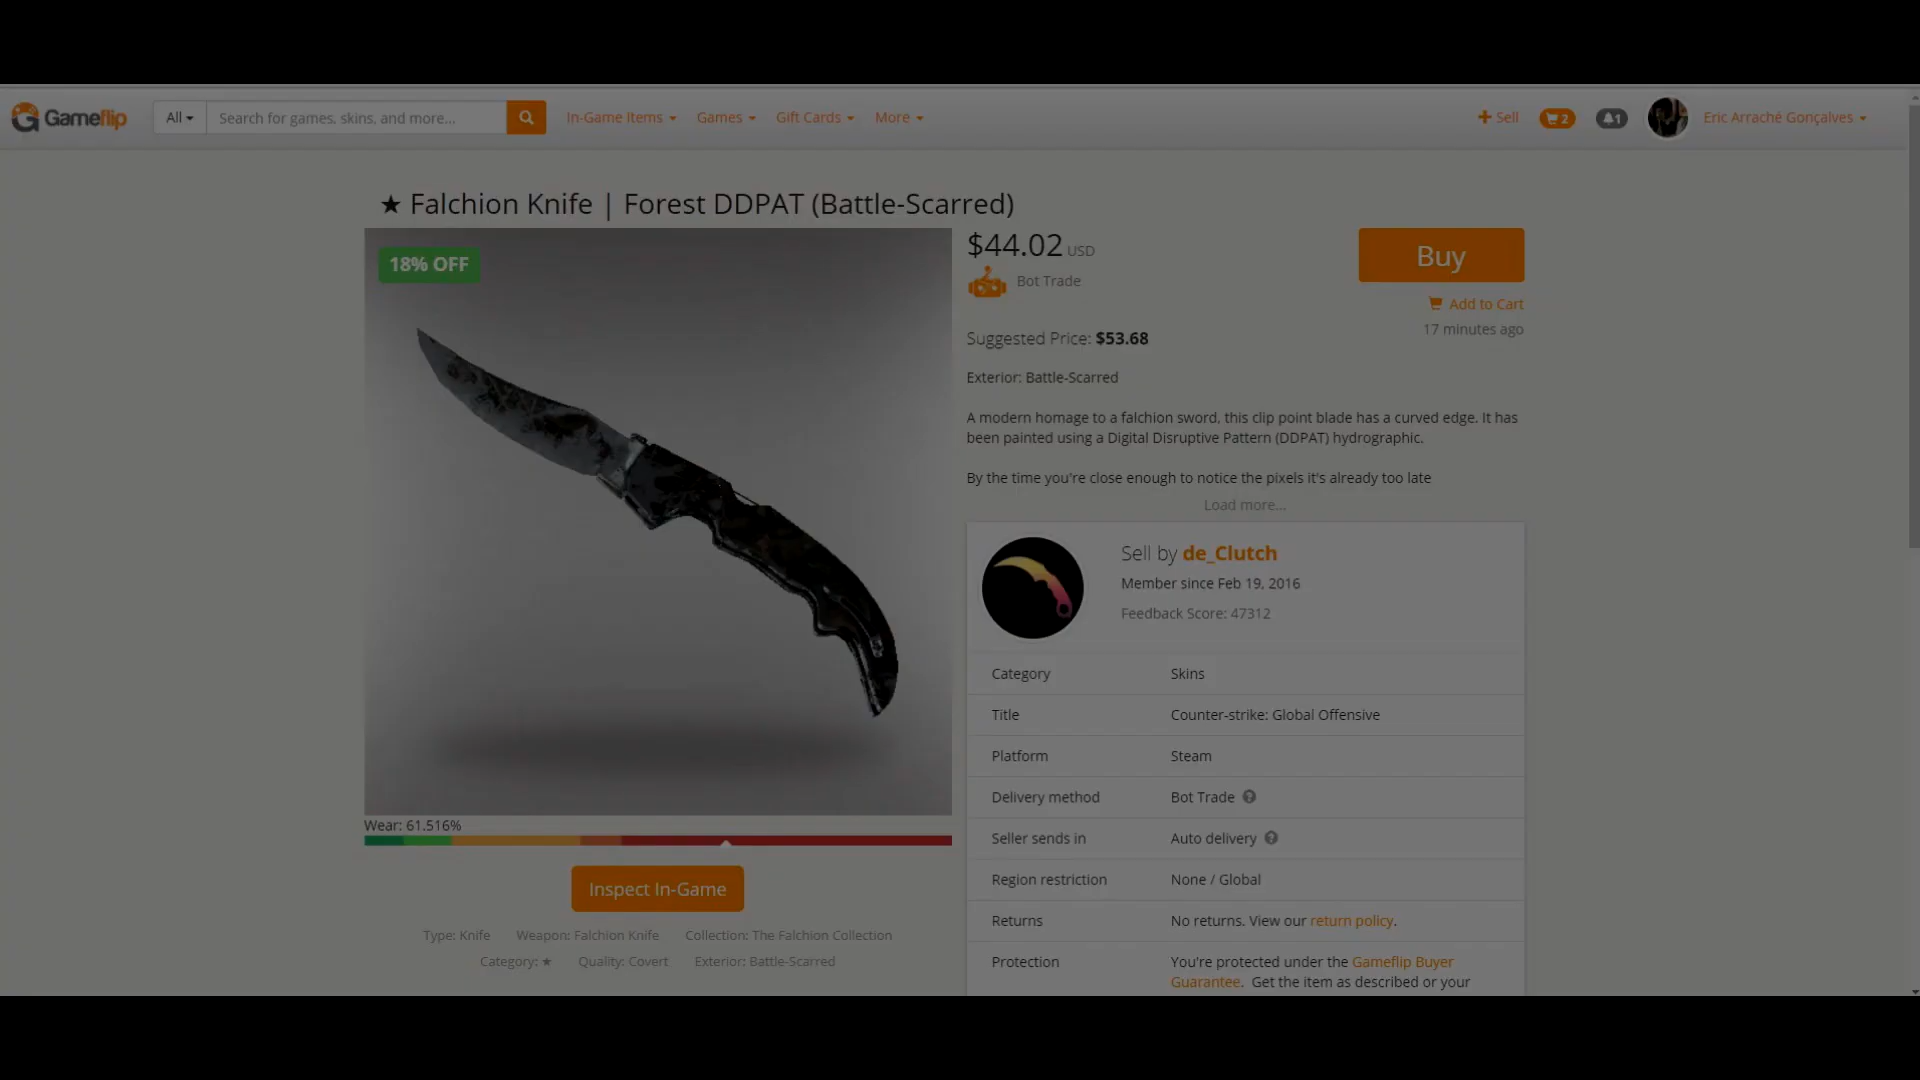 Gameflip
All
Search for games, skins, and more...
In-Game Items
Games
Gift Cards
More
Sell
2
1
Eric Arraché Gonçalves
★ Falchion Knife | Forest DDPAT (Battle-Scarred)
18% OFF
$44.02 USD
Bot Trade
Buy
Add to Cart
17 minutes ago
Suggested Price: $53.68
Exterior: Battle-Scarred
A modern homage to a falchion sword, this clip point blade has a curved edge. It has
been painted using a Digital Disruptive Pattern (DDPAT) hydrographic.
By the time you're close enough to notice the pixels it's already too late
Load more...
Sell by de_Clutch
Member since Feb 19, 2016
Feedback Score: 47312
Category Skins
Title Counter-strike: Global Offensive
Platform Steam
Delivery method Bot Trade
Seller sends in Auto delivery
Region restriction None / Global
Returns No returns. View our return policy.
Protection You're protected under the Gameflip Buyer
Guarantee. Get the item as described or your
Wear: 61.516%
Inspect In-Game
Type: Knife Weapon: Falchion Knife Collection: The Falchion Collection
Category: ★ Quality: Covert Exterior: Battle-Scarred